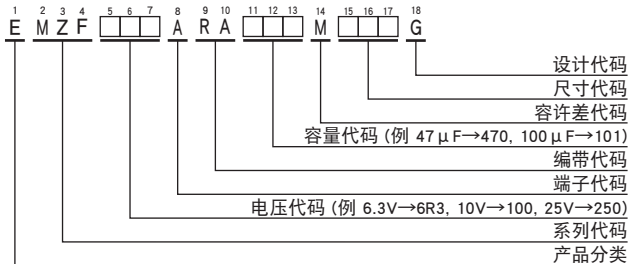 1 2 3 4 5 6 7 8 9 10 11 12 13 14 15 16 17 18
E M Z F □□□ A R A □□□ M □□□ G
设计代码
尺寸代码
容许差代码
容量代码 (例 47μF→470, 100μF→101)
编带代码
端子代码
电压代码 (例 6.3V→6R3, 10V→100, 25V→250)
系列代码
产品分类